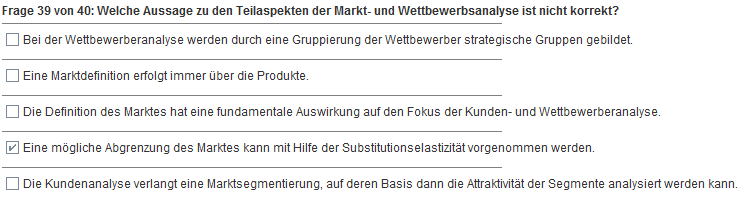 Frage 39 von 40: Welche Aussage zu den Teilaspekten der Markt- und Wettbewerbsanalyse ist nicht korrekt?
Bei der Wettbewerberanalyse werden durch eine Gruppierung der Wettbewerber strategische Gruppen gebildet.
Eine Marktdefinition erfolgt immer über die Produkte.
Die Definition des Marktes hat eine fundamentale Auswirkung auf den Fokus der Kunden- und Wettbewerberanalyse.
Eine mögliche Abgrenzung des Marktes kann mit Hilfe der Substitutionselastizität vorgenommen werden.
Die Kundenanalyse verlangt eine Marktsegmentierung, auf deren Basis dann die Attraktivität der Segmente analysiert werden kann.